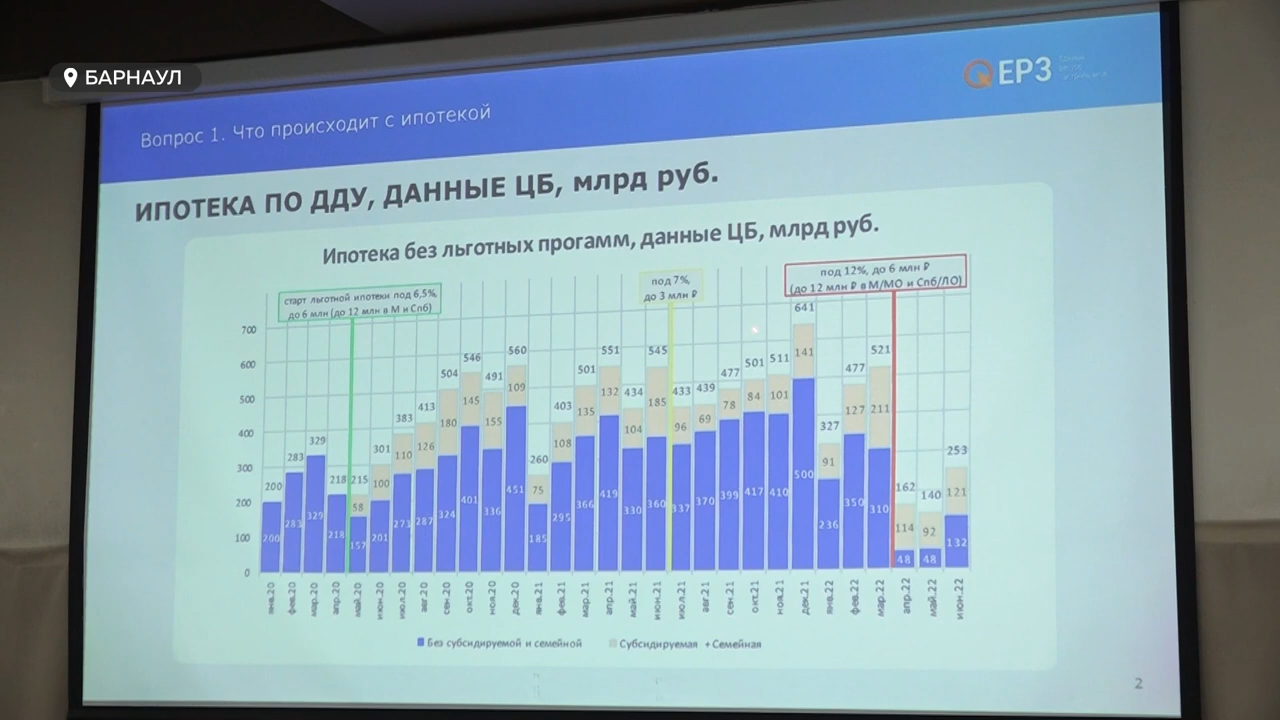 БАРНАУЛ
ЕРЗ
Вопрос 1. Что происходит с ипотекой
ИПОТЕКА ПО ДДУ, ДАННЫЕ ЦБ, млрд руб.
Ипотека без льготных прогамм, данные ЦБ, млрд руб.
старт льготной ипотеки под 6,5%,
до 6 млн (до 12 млн в М и Спб)
под 7%,
до 3 млн ₽
под 12%, до 6 млн ₽
(до 12 млн ₽ в М/МО и Спб/ЛО)
700
600
500
400
300
200
100
0
200 283 329 218 215 301 383 413 504 546 491 560 260 403 501 551 434 545 433 439 477 501 511 641 327 477 521 162 140 253
58 100 110 126 180 145 155 109 75 108 135 132 104 185 96 69 78 84 101 141 91 127 211 114 92 121
200 283 329 218 157 201 273 287 324 401 336 451 185 295 366 419 330 360 337 370 399 417 410 500 236 350 310 48 48 132
янв.20 фев.20 мар.20 апр.20 май.20 июн.20 июл.20 авг.20 сен.20 окт.20 ноя.20 дек.20 янв.21 фев.21 мар.21 апр.21 май.21 июн.21 июл.21 авг.21 сен.21 окт.21 ноя.21 дек.21 янв.22 фев.22 мар.22 апр.22 май.22 июн.22
Без субсидируемой и семейной Субсидируемая + Семейная
2